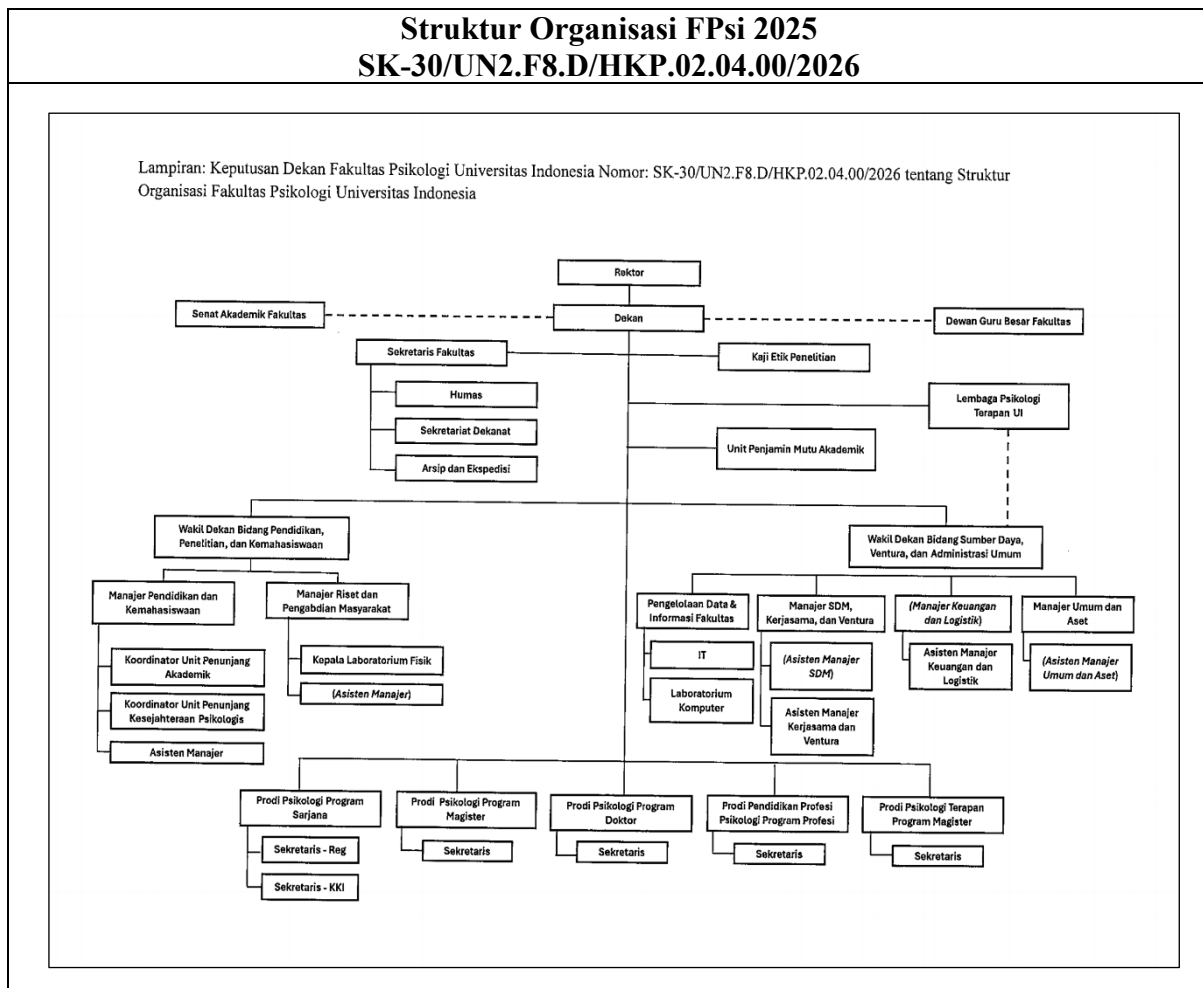 Struktur Organisasi FPsi 2025
SK-30/UN2.F8.D/HKP.02.04.00/2026
Lampiran: Keputusan Dekan Fakultas Psikologi Universitas Indonesia Nomor: SK-30/UN2.F8.D/HKP.02.04.00/2026 tentang Struktur
Organisasi Fakultas Psikologi Universitas Indonesia
Rektor
Senat Akademik Fakultas
Dekan
Dewan Guru Besar Fakultas
Sekretaris Fakultas
Kaji Etik Penelitian
Humas
Lembaga Psikologi
Terapan UI
Sekretariat Dekanat
Unit Penjamin Mutu Akademik
Arsip dan Ekspedisi
Wakil Dekan Bidang Pendidikan,
Penelitian, dan Kemahasiswaan
Wakil Dekan Bidang Sumber Daya,
Ventura, dan Administrasi Umum
Manajer Pendidikan dan
Kemahasiswaan
Manajer Riset dan
Pengabdian Masyarakat
Pengelolaan Data &
Informasi Fakultas
Manajer SDM,
Kerjasama, dan Ventura
(Manajer Keuangan
dan Logistik)
Manajer Umum dan
Aset
Koordinator Unit Penunjang
Akademik
Kepala Laboratorium Fisik
IT
(Asisten Manajer
SDM)
Asisten Manajer
Keuangan dan
Logistik
(Asisten Manajer
Umum dan Aset)
Koordinator Unit Penunjang
Kesejahteraan Psikologis
(Asisten Manajer)
Laboratorium
Komputer
Asisten Manajer
Kerjasama dan
Ventura
Asisten Manajer
Prodi Psikologi Program
Sarjana
Prodi Psikologi Program
Magister
Prodi Psikologi Program
Doktor
Prodi Pendidikan Profesi
Psikologi Program Profesi
Prodi Psikologi Terapan
Program Magister
Sekretaris - Reg
Sekretaris
Sekretaris
Sekretaris
Sekretaris
Sekretaris - KKI